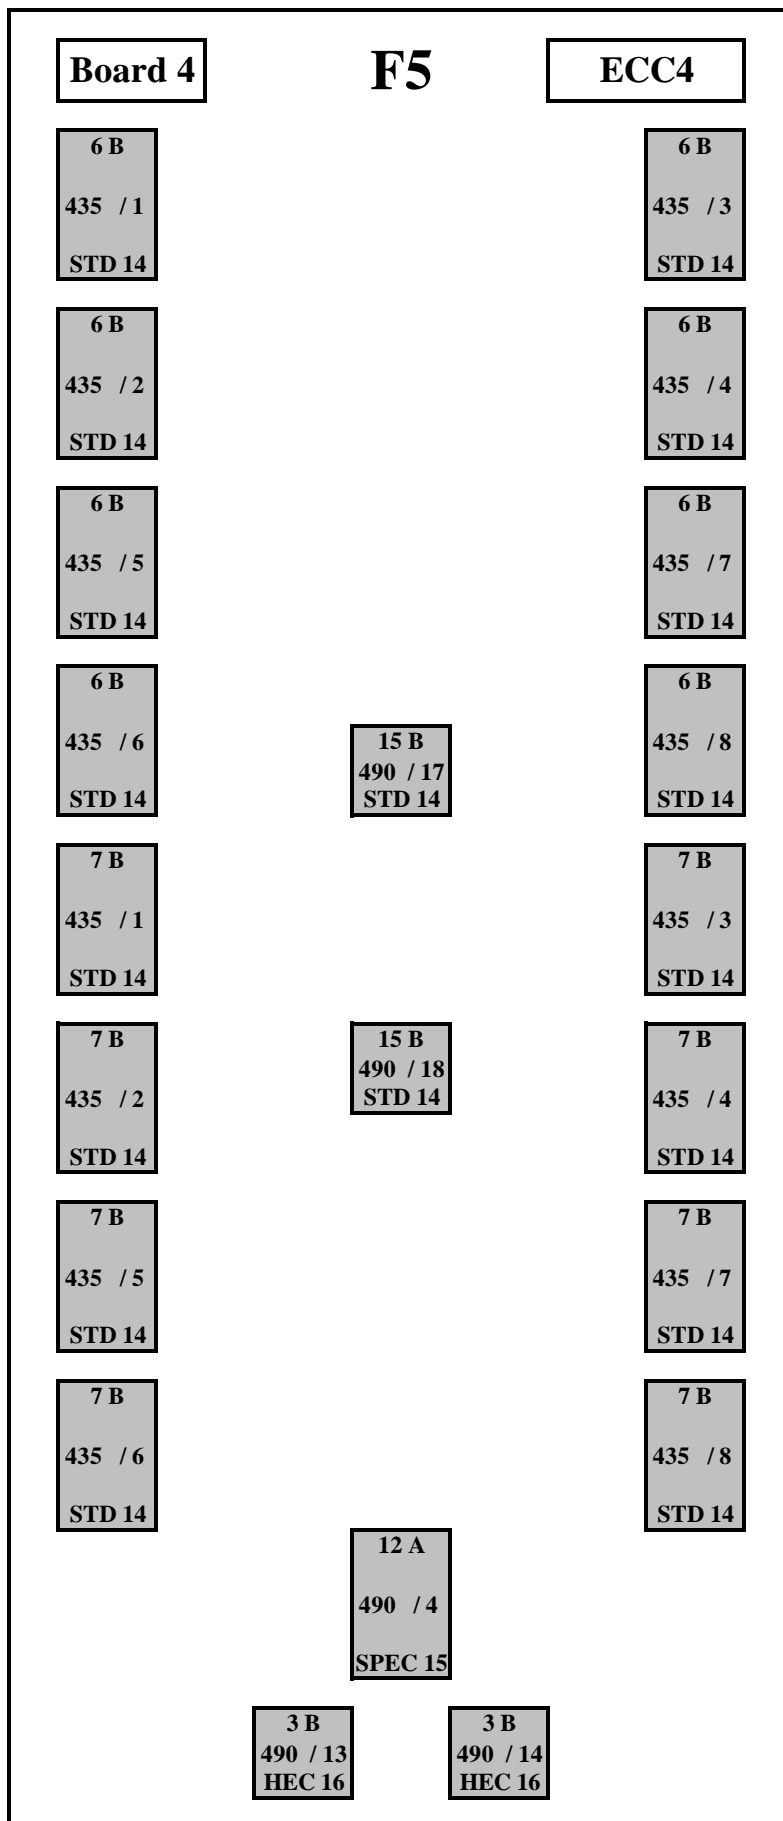 Board 4
F5
ECC4
6 B
435 / 1
STD 14
6 B
435 / 3
STD 14
6 B
435 / 2
STD 14
6 B
435 / 4
STD 14
6 B
435 / 5
STD 14
6 B
435 / 7
STD 14
6 B
435 / 6
STD 14
15 B
490 / 17
STD 14
6 B
435 / 8
STD 14
7 B
435 / 1
STD 14
7 B
435 / 3
STD 14
7 B
435 / 2
STD 14
15 B
490 / 18
STD 14
7 B
435 / 4
STD 14
7 B
435 / 5
STD 14
7 B
435 / 7
STD 14
7 B
435 / 6
STD 14
7 B
435 / 8
STD 14
12 A
490 / 4
SPEC 15
3 B
490 / 13
HEC 16
3 B
490 / 14
HEC 16